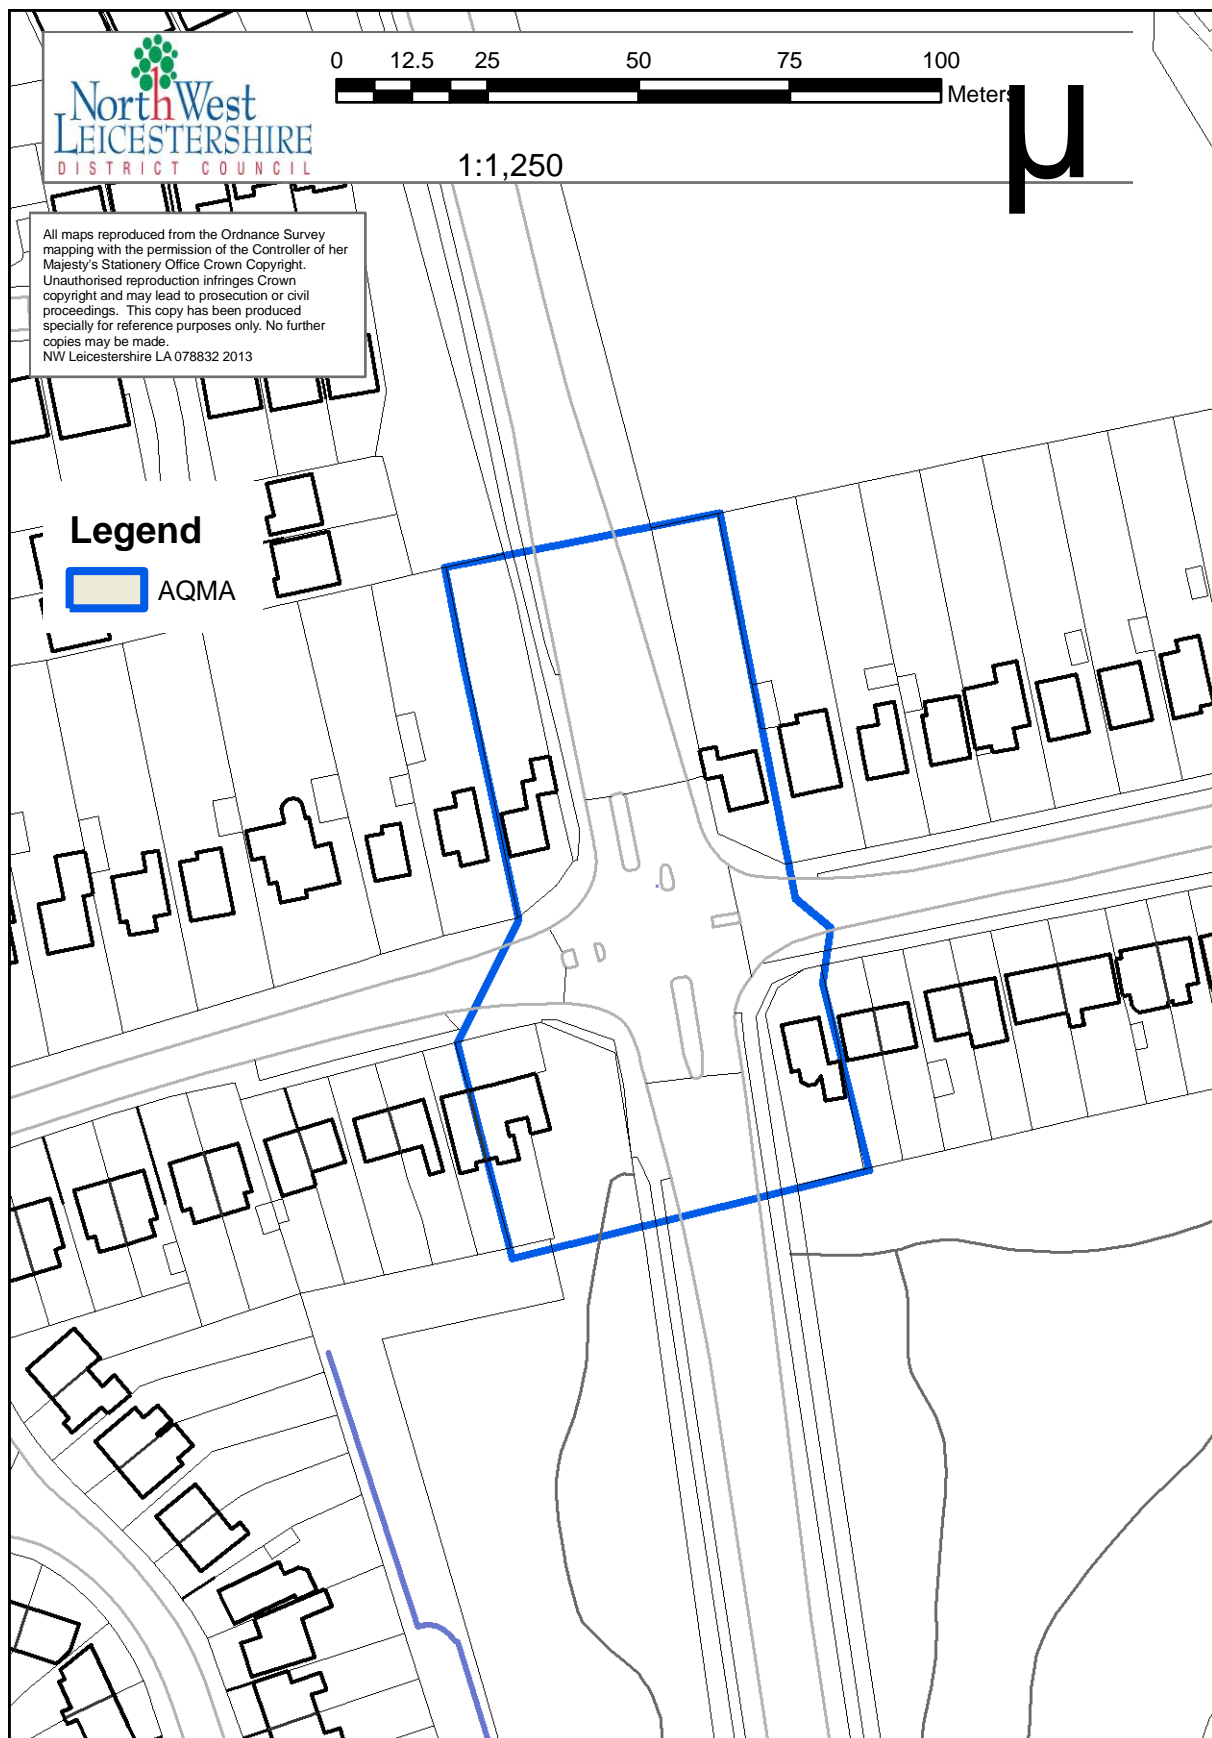 North West
LEICESTERSHIRE
DISTRICT COUNCIL
0 12.5 25 50 75 100
Meters
µ
1:1,250
All maps reproduced from the Ordnance Survey
mapping with the permission of the Controller of her
Majesty's Stationery Office Crown Copyright.
Unauthorised reproduction infringes Crown
copyright and may lead to prosecution or civil
proceedings. This copy has been produced
specially for reference purposes only. No further
copies may be made.
NW Leicestershire LA 078832 2013
Legend
AQMA